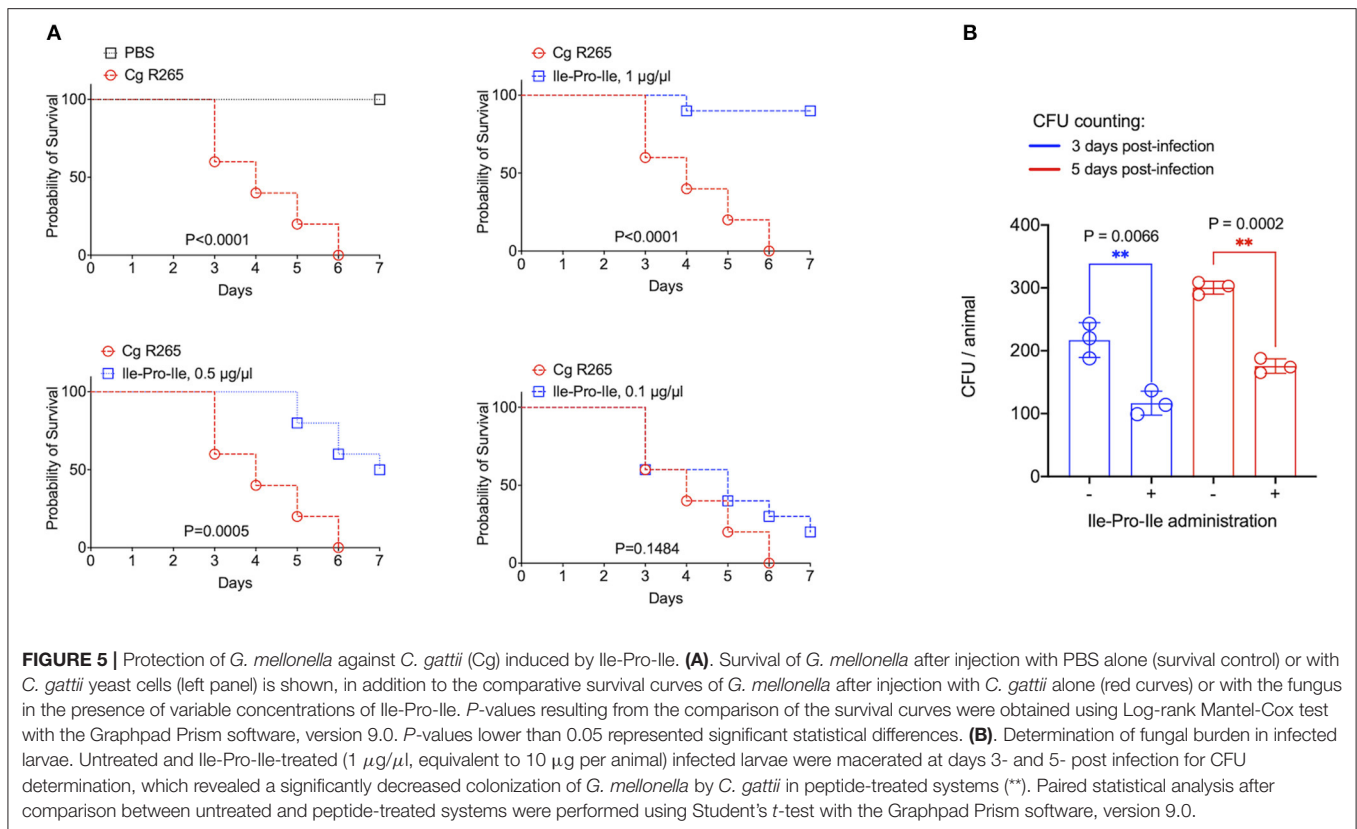 A
PBS
Cg R265
Probability of Survival
100
50
0
P<0.0001
0 1 2 3 4 5 6 7
Days
Cg R265
Ile-Pro-Ile, 1 µg/µl
Probability of Survival
100
50
0
P<0.0001
0 1 2 3 4 5 6 7
Days
Cg R265
Ile-Pro-Ile, 0.5 µg/µl
Probability of Survival
100
50
0
P=0.0005
0 1 2 3 4 5 6 7
Days
Cg R265
Ile-Pro-Ile, 0.1 µg/µl
Probability of Survival
100
50
0
P=0.1484
0 1 2 3 4 5 6 7
Days
B
CFU counting:
3 days post-infection
5 days post-infection
CFU / animal
400
300
200
100
0
P = 0.0066
**
P = 0.0002
**
- + - +
Ile-Pro-Ile administration
FIGURE 5 | Protection of G. mellonella against C. gattii (Cg) induced by Ile-Pro-Ile. (A). Survival of G. mellonella after injection with PBS alone (survival control) or with
C. gattii yeast cells (left panel) is shown, in addition to the comparative survival curves of G. mellonella after injection with C. gattii alone (red curves) or with the fungus
in the presence of variable concentrations of Ile-Pro-Ile. P-values resulting from the comparison of the survival curves were obtained using Log-rank Mantel-Cox test
with the Graphpad Prism software, version 9.0. P-values lower than 0.05 represented significant statistical differences. (B). Determination of fungal burden in infected
larvae. Untreated and Ile-Pro-Ile-treated (1 µg/µl, equivalent to 10 µg per animal) infected larvae were macerated at days 3- and 5- post infection for CFU
determination, which revealed a significantly decreased colonization of G. mellonella by C. gattii in peptide-treated systems (**). Paired statistical analysis after
comparison between untreated and peptide-treated systems were performed using Student's t-test with the Graphpad Prism software, version 9.0.